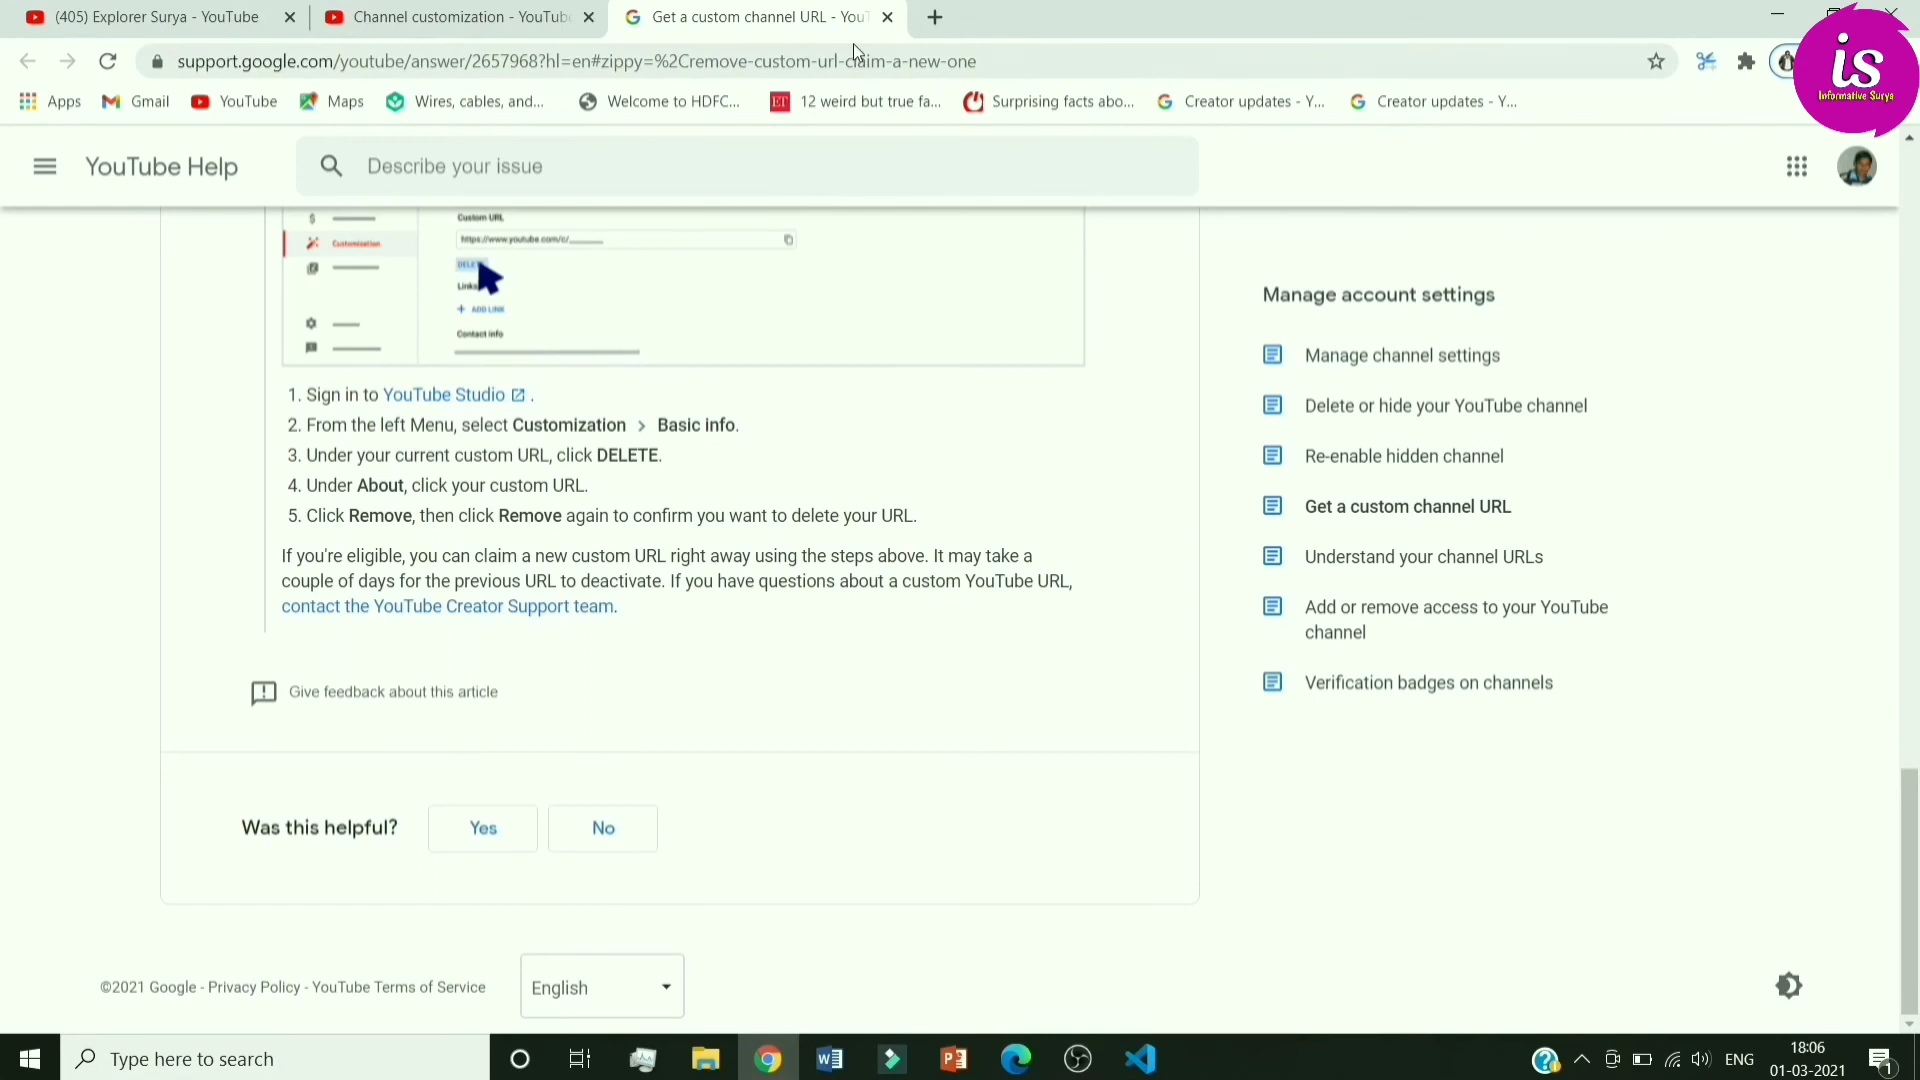 (405) Explorer Surya - YouTube
Channel customization - YouTub
Get a custom channel URL - YouT
support.google.com/youtube/answer/2657968?hl=en#zippy=%2Cremove-custom-url-claim-a-new-one
Apps
Gmail
YouTube
Maps
Wires, cables, and...
Welcome to HDFC...
ET 12 weird but true fa...
Surprising facts abo...
Creator updates - Y...
Creator updates - Y...
is
Informative Surya
YouTube Help
Describe your issue
Custom URL
Customization
https://www.youtube.com/c/
DELETE
Links
+ ADD LINK
Contact info
1. Sign in to YouTube Studio .
2. From the left Menu, select Customization > Basic info.
3. Under your current custom URL, click DELETE.
4. Under About, click your custom URL.
5. Click Remove, then click Remove again to confirm you want to delete your URL.
If you're eligible, you can claim a new custom URL right away using the steps above. It may take a
couple of days for the previous URL to deactivate. If you have questions about a custom YouTube URL,
contact the YouTube Creator Support team.
Give feedback about this article
Was this helpful?
Yes
No
Manage account settings
Manage channel settings
Delete or hide your YouTube channel
Re-enable hidden channel
Get a custom channel URL
Understand your channel URLs
Add or remove access to your YouTube
channel
Verification badges on channels
©2021 Google - Privacy Policy - YouTube Terms of Service
English
Type here to search
ENG
18:06
01-03-2021
1